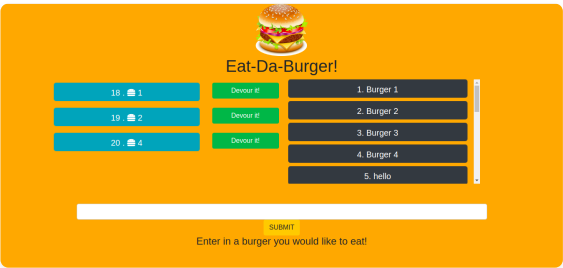 Eat-Da-Burger!
18 . 1
Devour it!
19 . 2
Devour it!
20 . 4
Devour it!
1. Burger 1
2. Burger 2
3. Burger 3
4. Burger 4
5. hello
SUBMIT
Enter in a burger you would like to eat!